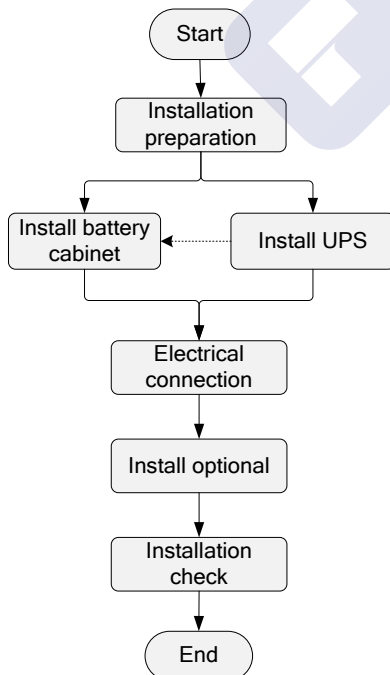 Start
Installation
preparation
Install battery
cabinet
Install UPS
Electrical
connection
Install optional
Installation
check
End